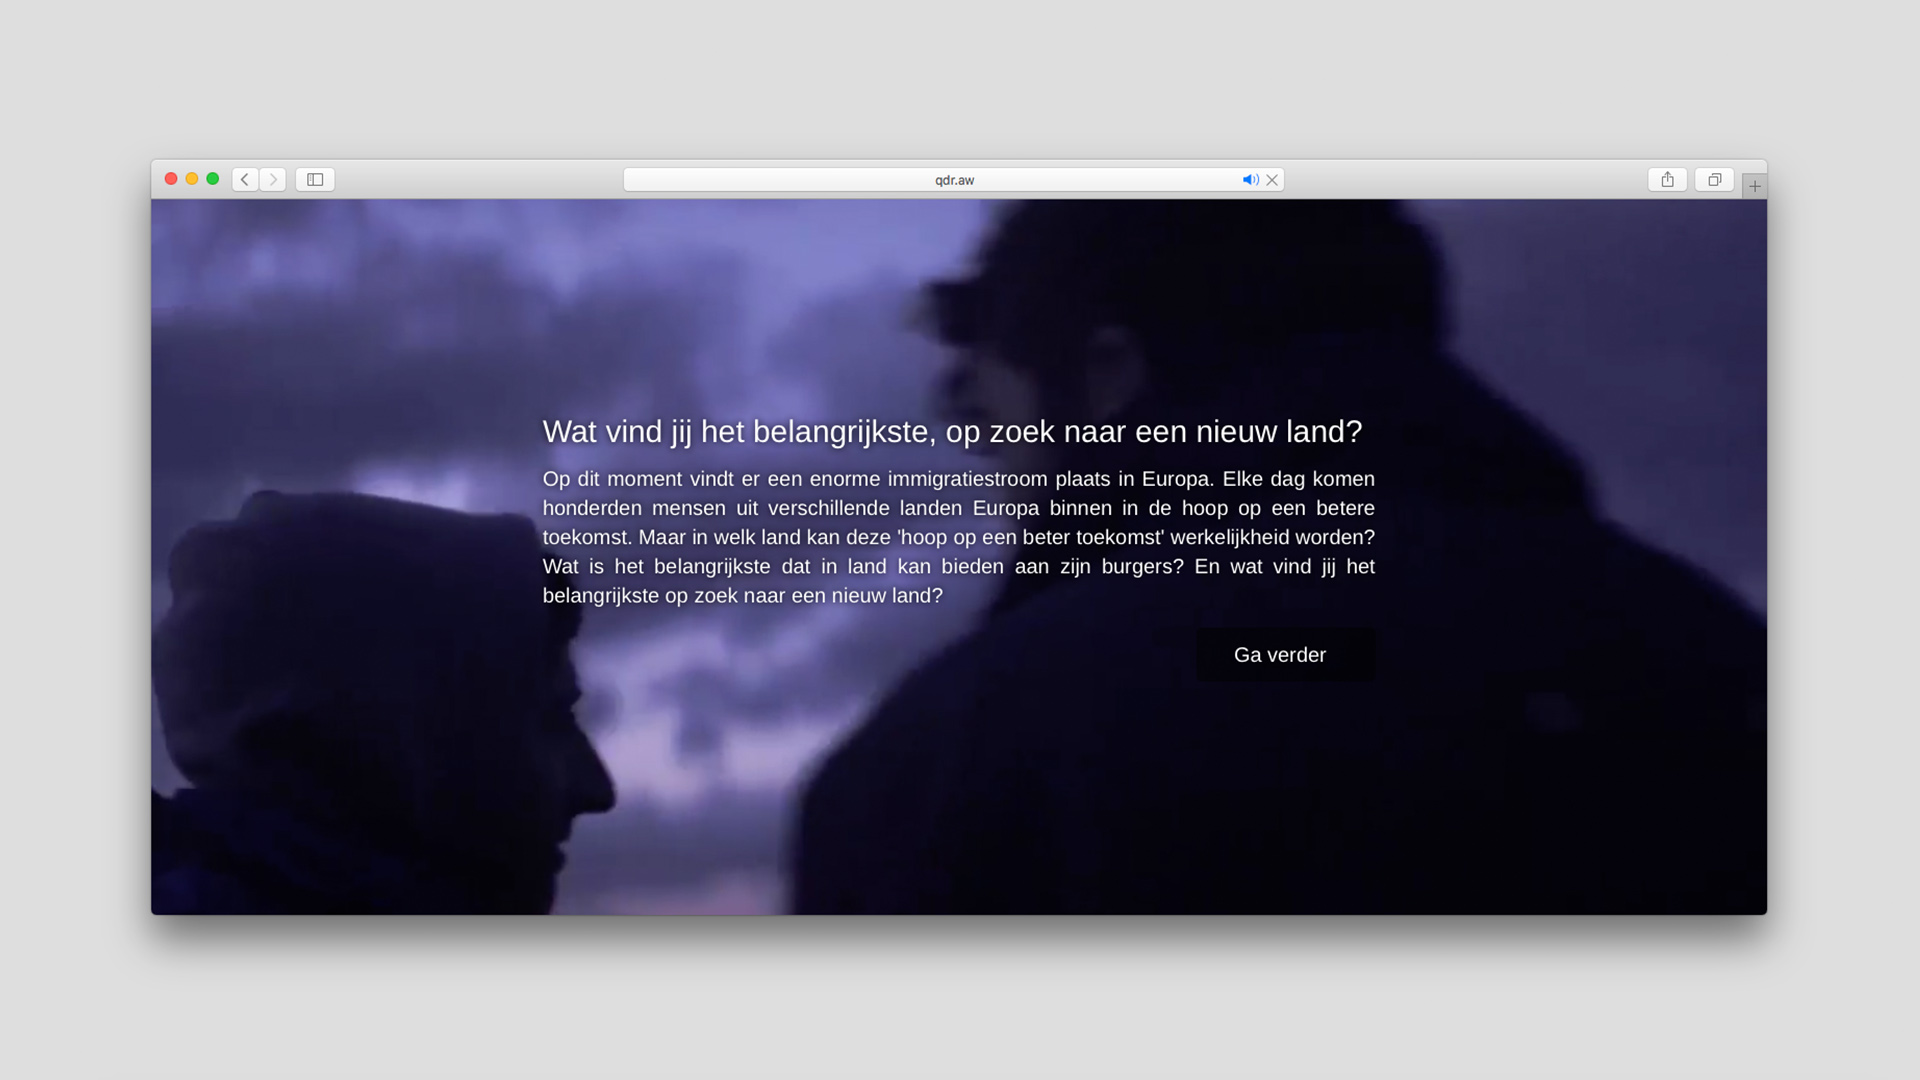 qdr.aw
Wat vind jij het belangrijkste, op zoek naar een nieuw land?
Op dit moment vindt er een enorme immigratiestroom plaats in Europa. Elke dag komen
honderden mensen uit verschillende landen Europa binnen in de hoop op een betere
toekomst. Maar in welk land kan deze 'hoop op een beter toekomst' werkelijkheid worden?
Wat is het belangrijkste dat in land kan bieden aan zijn burgers? En wat vind jij het
belangrijkste op zoek naar een nieuw land?
Ga verder